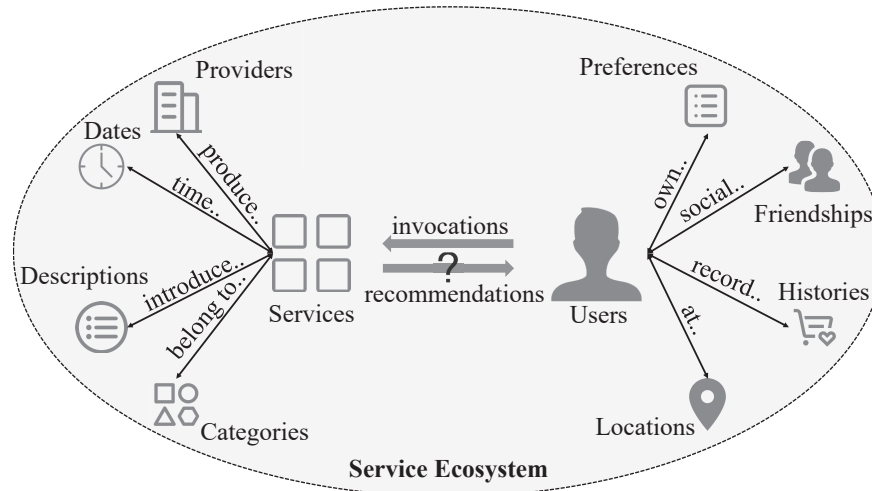 Providers
Preferences
Dates
produce..
time..
own..
social..
Friendships
invocations
?
recommendations
Descriptions
introduce..
belong to..
Services
Users
record..
Histories
at..
Categories
Locations
Service Ecosystem